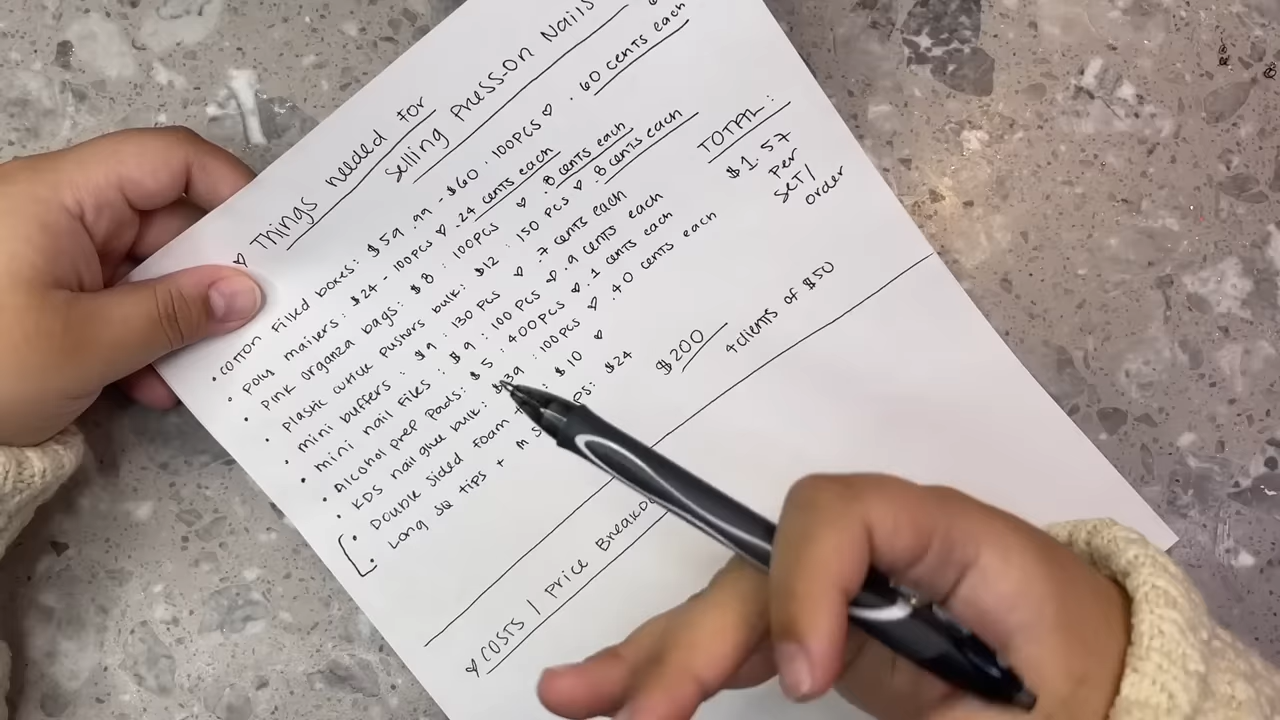 ♡ Things needed for
selling Press-On Nails
• cotton Filled boxes: $59.99 - $60 • 100PCS ♡ • 60 cents each
• Poly mailers: $24 - 100PCS ♡ .24 cents each
• Pink Organza bags: $8 : 100PCS ♡ 8 cents each
• Plastic cuticle Pushors bulk: $12 : 150 PCS ♡ .8 cents each
• mini buffers : $9 : 130 Pcs ♡ .7 cents each
• mini nail Files : $9 : 100 PCS ♡ .9 cents each
• Alcohol prep Pads: $5 : 400PCS ♡ .1 cents each
• KDS nail glue bulk: $39 : 100PCS ♡ .40 cents each
• Double sided foam : $10 ♡
• Long sq tips + : $24
TOTAL:
$1.57
Per
set/
order
$200
4 clients of $50
♡ COSTS / Price